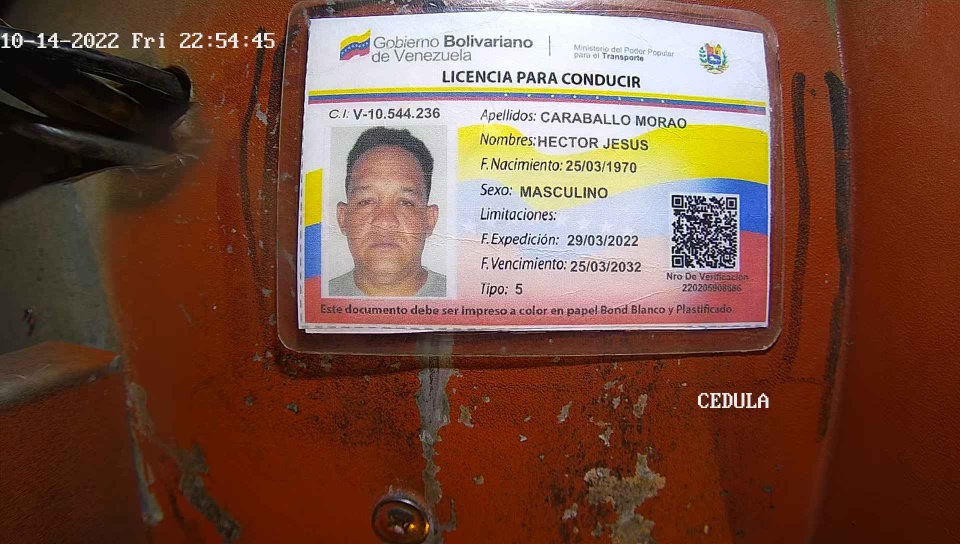 10-14-2022 Fri 22:54:45
Gobierno Bolivariano
de Venezuela
Ministerio del Poder Popular
para el Transporte
LICENCIA PARA CONDUCIR
C.I: V-10.544.236
Apellidos: CARABALLO MORAO
Nombres:HECTOR JESUS
F. Nacimiento: 25/03/1970
Sexo: MASCULINO
Limitaciones:
F. Expedición: 29/03/2022
F. Vencimiento: 25/03/2032
Tipo: 5
Nro De Verificación
220205908686
Este documento debe ser impreso a color en papel Bond Blanco y Plastificado
CEDULA